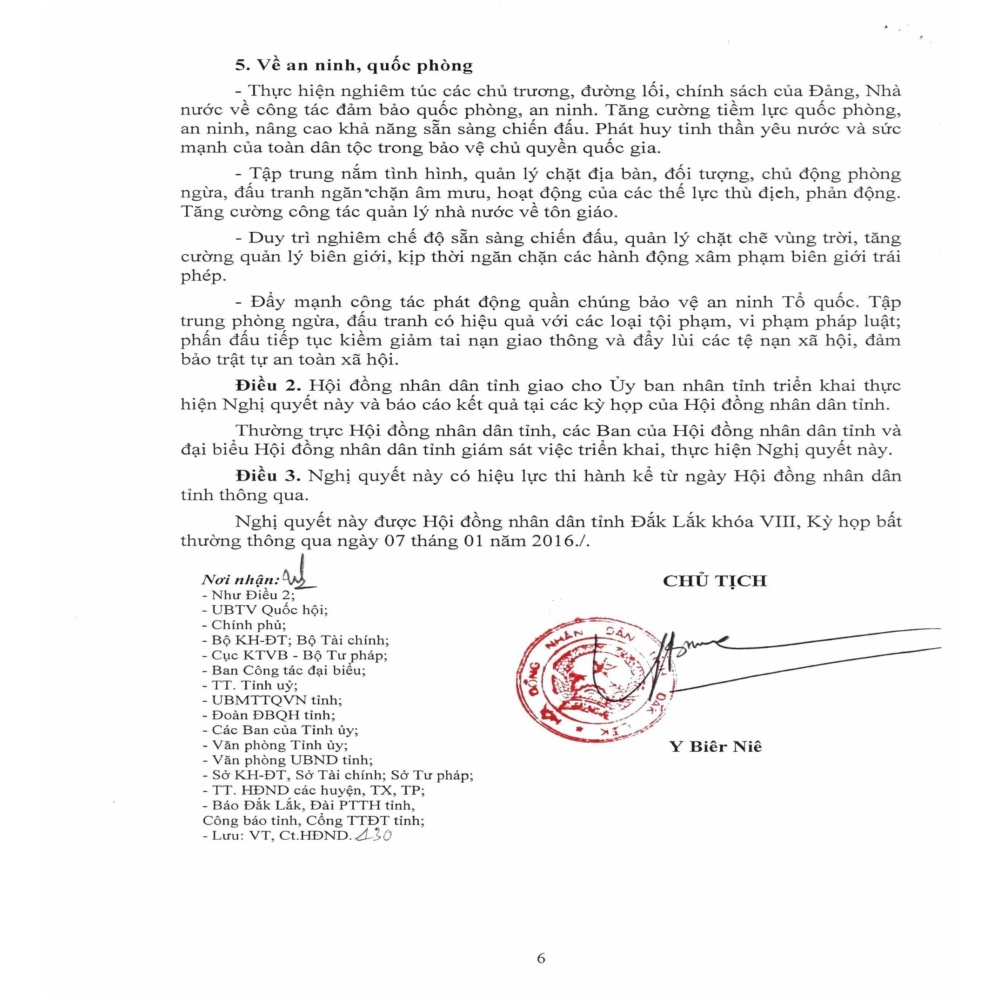 5. Về an ninh, quốc phòng
- Thực hiện nghiêm túc các chủ trương, đường lối, chính sách của Đảng, Nhà
nước về công tác đảm bảo quốc phòng, an ninh. Tăng cường tiềm lực quốc phòng,
an ninh, nâng cao khả năng sẵn sàng chiến đấu. Phát huy tinh thần yêu nước và sức
mạnh của toàn dân tộc trong bảo vệ chủ quyền quốc gia.
- Tập trung nắm tình hình, quản lý chặt địa bàn, đối tượng, chủ động phòng
ngừa, đấu tranh ngăn chặn âm mưu, hoạt động của các thế lực thù địch, phản động.
Tăng cường công tác quản lý nhà nước về tôn giáo.
- Duy trì nghiêm chế độ sẵn sàng chiến đấu, quản lý chặt chẽ vùng trời, tăng
cường quản lý biên giới, kịp thời ngăn chặn các hành động xâm phạm biên giới trái
phép.
- Đẩy mạnh công tác phát động quần chúng bảo vệ an ninh Tổ quốc. Tập
trung phòng ngừa, đấu tranh có hiệu quả với các loại tội phạm, vi phạm pháp luật;
phấn đấu tiếp tục kiềm giảm tai nạn giao thông và đẩy lùi các tệ nạn xã hội, đảm
bảo trật tự an toàn xã hội.
Điều 2. Hội đồng nhân dân tỉnh giao cho Ủy ban nhân tỉnh triển khai thực
hiện Nghị quyết này và báo cáo kết quả tại các kỳ họp của Hội đồng nhân dân tỉnh.
Thường trực Hội đồng nhân dân tỉnh, các Ban của Hội đồng nhân dân tỉnh và
đại biểu Hội đồng nhân dân tỉnh giám sát việc triển khai, thực hiện Nghị quyết này.
Điều 3. Nghị quyết này có hiệu lực thi hành kể từ ngày Hội đồng nhân dân
tỉnh thông qua.
Nghị quyết này được Hội đồng nhân dân tỉnh Đắk Lắk khóa VIII, Kỳ họp bất
thường thông qua ngày 07 tháng 01 năm 2016./.
Nơi nhận:
- Như Điều 2;
- UBTV Quốc hội;
- Chính phủ;
- Bộ KH-ĐT; Bộ Tài chính;
- Cục KTVB - Bộ Tư pháp;
- Ban Công tác đại biểu;
- TT. Tỉnh uỷ;
- UBMTTQVN tỉnh;
- Đoàn ĐBQH tỉnh;
- Các Ban của Tỉnh ủy;
- Văn phòng Tỉnh ủy;
- Văn phòng UBND tỉnh;
- Sở KH-ĐT, Sở Tài chính; Sở Tư pháp;
- TT. HĐND các huyện, TX, TP;
- Báo Đắk Lắk, Đài PTTH tỉnh,
Công báo tỉnh, Cổng TTĐT tỉnh;
- Lưu: VT, Ct.HĐND. 130
CHỦ TỊCH
HỘI ĐỒNG NHÂN DÂN ĐẮK LẮK
Y Biêr Niê
6